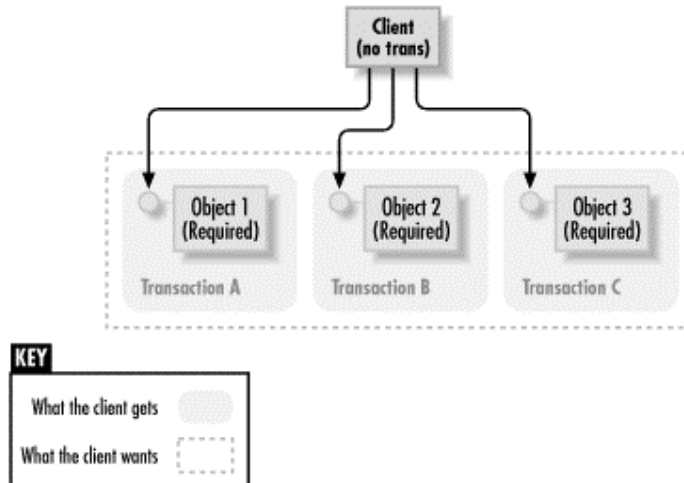 Client
(no trans)
Object 1
(Required)
Object 2
(Required)
Object 3
(Required)
Transaction A
Transaction B
Transaction C
KEY
What the client gets
What the client wants